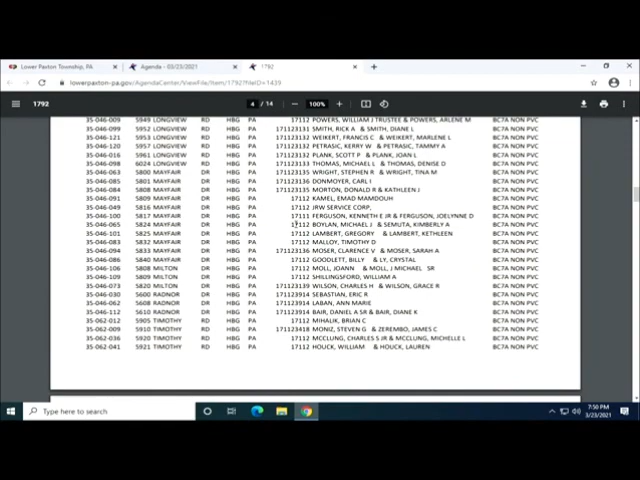 Lower Paxton Township, PA
Agenda - 03/23/2021
1792
lowerpaxton-pa.gov/AgendaCenter/ViewFile/Item/1792?fileID=1439
1792
4 / 14
100%
35-046-009 5949 LONGVIEW RD HBG PA 17112 POWERS, WILLIAM J TRUSTEE & POWERS, ARLENE M BC7A NON PVC
35-046-099 5952 LONGVIEW RD HBG PA 171123131 SMITH, RICK A & SMITH, DIANE L BC7A NON PVC
35-046-121 5953 LONGVIEW RD HBG PA 171123132 WEIKERT, FRANCIS C & WEIKERT, MARLENE L BC7A NON PVC
35-046-120 5957 LONGVIEW RD HBG PA 171123132 PETRASIC, KERRY W & PETRASIC, TAMMY A BC7A NON PVC
35-046-016 5961 LONGVIEW RD HBG PA 171123132 PLANK, SCOTT P & PLANK, JOAN L BC7A NON PVC
35-046-098 6024 LONGVIEW RD HBG PA 171123133 THOMAS, MICHAEL L & THOMAS, DENISE D BC7A NON PVC
35-046-063 5800 MAYFAIR DR HBG PA 171123135 WRIGHT, STEPHEN R & WRIGHT, TINA M BC7A NON PVC
35-046-085 5801 MAYFAIR DR HBG PA 171123136 DONMOYER, CARL I BC7A NON PVC
35-046-084 5808 MAYFAIR DR HBG PA 171123135 MORTON, DONALD R & KATHLEEN J BC7A NON PVC
35-046-091 5809 MAYFAIR DR HBG PA 17112 KAMEL, EMAD MAMDOUH BC7A NON PVC
35-046-049 5816 MAYFAIR DR HBG PA 17112 JRW SERVICE CORP, BC7A NON PVC
35-046-100 5817 MAYFAIR DR HBG PA 17111 FERGUSON, KENNETH E JR & FERGUSON, JOELYNNE D BC7A NON PVC
35-046-065 5824 MAYFAIR DR HBG PA 17112 BOYLAN, MICHAEL J & SEMUTA, KIMBERLY A BC7A NON PVC
35-046-101 5825 MAYFAIR DR HBG PA 17112 LAMBERT, GREGORY & LAMBERT, KETHLEEN BC7A NON PVC
35-046-083 5832 MAYFAIR DR HBG PA 17112 MALLOY, TIMOTHY D BC7A NON PVC
35-046-094 5833 MAYFAIR DR HBG PA 171123136 MOSER, CLARENCE V & MOSER, SARAH A BC7A NON PVC
35-046-086 5840 MAYFAIR DR HBG PA 17112 GOODLETT, BILLY & LY, CRYSTAL BC7A NON PVC
35-046-106 5808 MILTON DR HBG PA 17112 MOLL, JOANN & MOLL, J MICHAEL SR BC7A NON PVC
35-046-109 5809 MILTON DR HBG PA 17112 SHILLINGSFORD, WILLIAM A BC7A NON PVC
35-046-073 5820 MILTON DR HBG PA 171123139 WILSON, CHARLES H & WILSON, GRACE R BC7A NON PVC
35-046-030 5600 RADNOR DR HBG PA 171123914 SEBASTIAN, ERIC R BC7A NON PVC
35-046-062 5608 RADNOR DR HBG PA 171123914 LABAN, ANN MARIE BC7A NON PVC
35-046-112 5610 RADNOR DR HBG PA 171123914 BAIR, DANIEL A SR & BAIR, DIANE K BC7A NON PVC
35-062-012 5905 TIMOTHY RD HBG PA 17112 MIHALIK, BRIAN C BC7A NON PVC
35-062-009 5910 TIMOTHY RD HBG PA 171123418 MONIZ, STEVEN G & ZEREMBO, JAMES C BC7A NON PVC
35-062-036 5920 TIMOTHY RD HBG PA 17112 MCCLUNG, CHARLES S JR & MCCLUNG, MICHELLE L BC7A NON PVC
35-062-041 5921 TIMOTHY RD HBG PA 17112 HOUCK, WILLIAM & HOUCK, LAUREN BC7A NON PVC
Type here to search
7:50 PM
3/23/2021